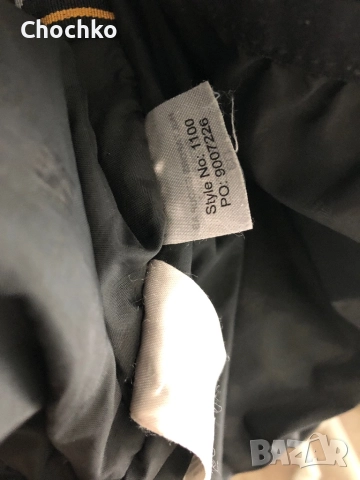 Chochko
Style No: 1100
PO: 9007226
BAZAR